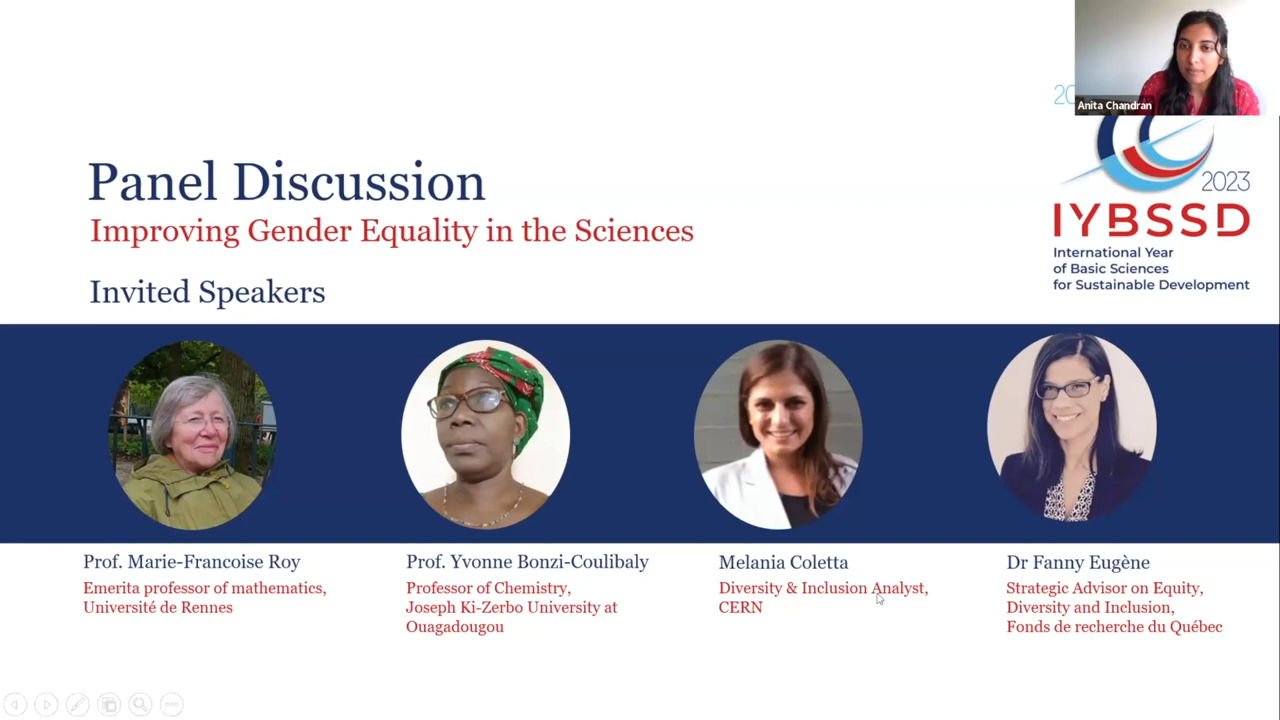 Anita Chandran
20
2023
IYBSSD
International Year
of Basic Sciences
for Sustainable Development
Panel Discussion
Improving Gender Equality in the Sciences
Invited Speakers
Prof. Marie-Francoise Roy
Emerita professor of mathematics,
Université de Rennes
Prof. Yvonne Bonzi-Coulibaly
Professor of Chemistry,
Joseph Ki-Zerbo University at
Ouagadougou
Melania Coletta
Diversity & Inclusion Analyst,
CERN
Dr Fanny Eugène
Strategic Advisor on Equity,
Diversity and Inclusion,
Fonds de recherche du Québec